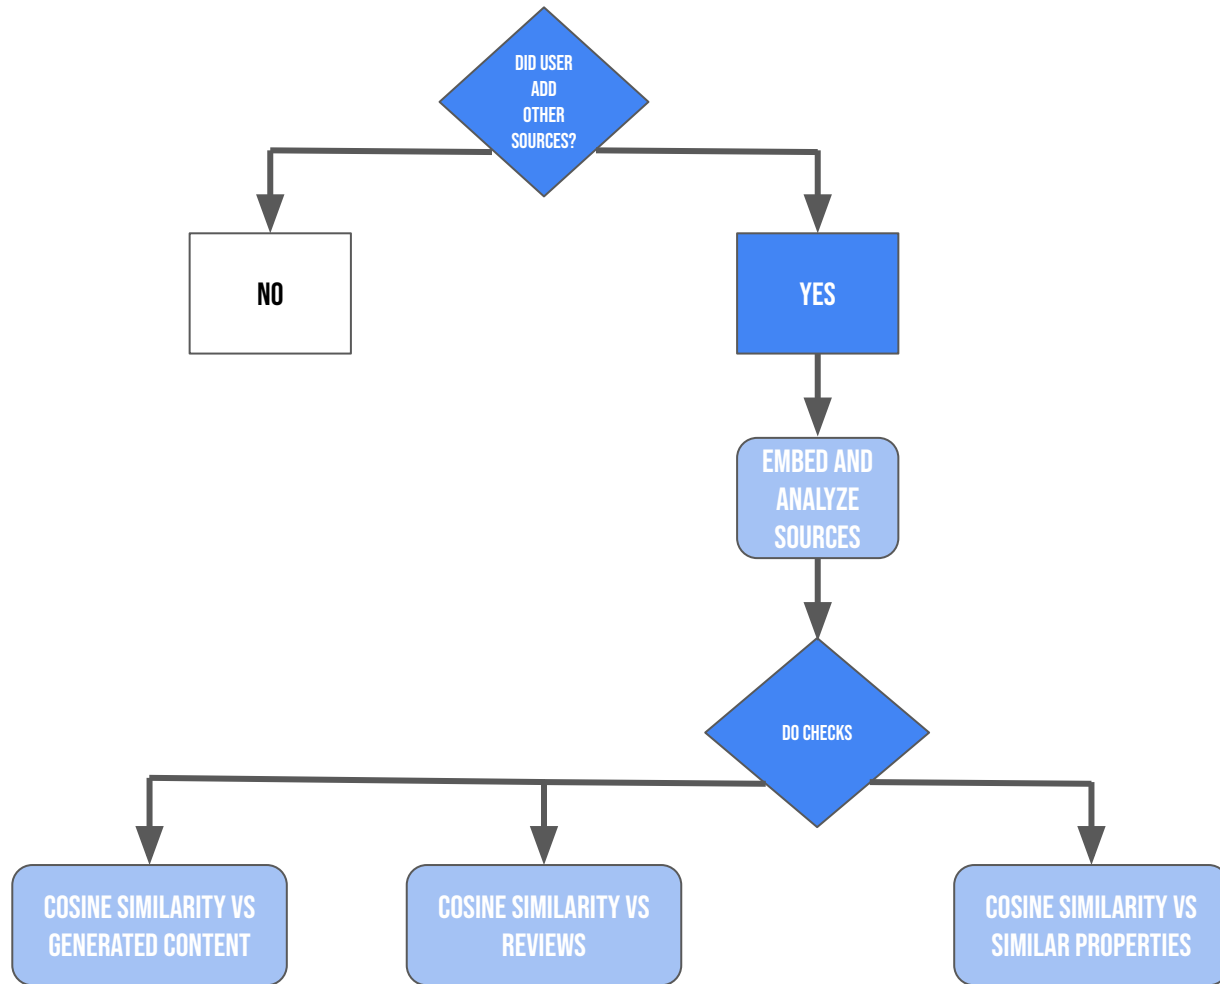 DID USER
ADD
OTHER
SOURCES?
NO
YES
EMBED AND
ANALYZE
SOURCES
DO CHECKS
COSINE SIMILARITY VS
GENERATED CONTENT
COSINE SIMILARITY VS
REVIEWS
COSINE SIMILARITY VS
SIMILAR PROPERTIES